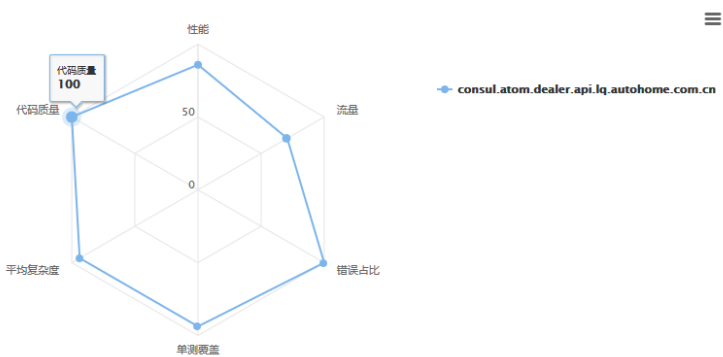 性能
代码质量
100
consul.atom.dealer.api.lq.autohome.com.cn
代码质量
50
流量
0
平均复杂度
错误占比
单测覆盖